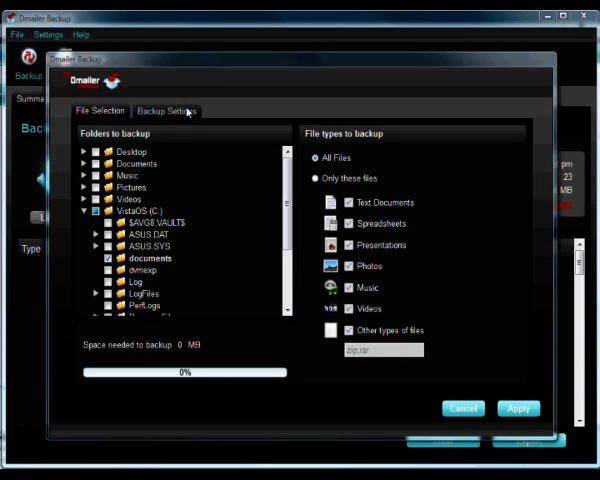 Dmailer Backup
File Settings Help
Backup
Dmailer Backup
Dmailer
Summa
File Selection Backup Settings
Folders to backup
File types to backup
Desktop
Documents
Music
Pictures
Videos
VistaOS (C:)
$AVG8.VAULT$
ASUS.DAT
ASUS.SYS
documents
dvmexp
Log
LogFiles
PerfLogs
All Files
Only these files
Text Documents
Spreadsheets
Presentations
Photos
Music
Videos
Other types of files
zip,rar
Space needed to backup 0 MB
0%
Cancel Apply
Type
pm
23
MB